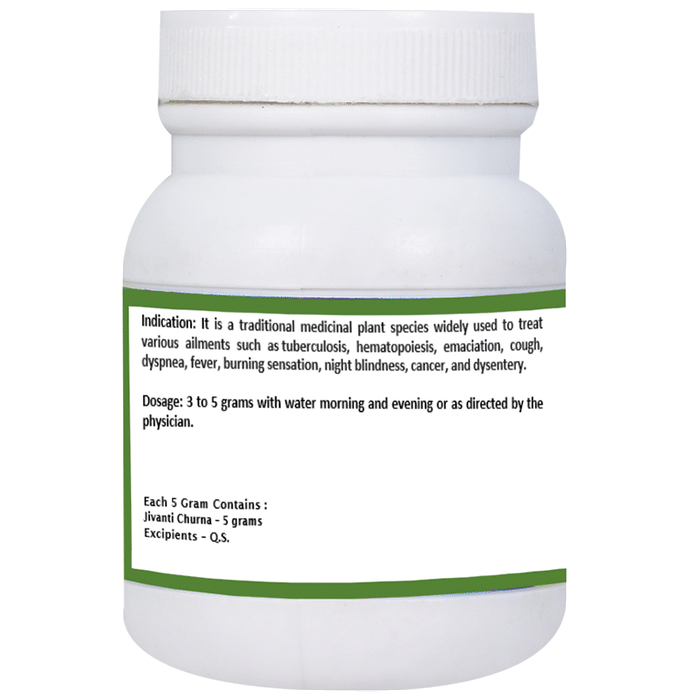 Indication: It is a traditional medicinal plant species widely used to treat
various ailments such as tuberculosis, hematopoiesis, emaciation, cough,
dyspnea, fever, burning sensation, night blindness, cancer, and dysentery.
Dosage: 3 to 5 grams with water morning and evening or as directed by the
physician.
Each 5 Gram Contains :
Jivanti Churna - 5 grams
Excipients - Q.S.